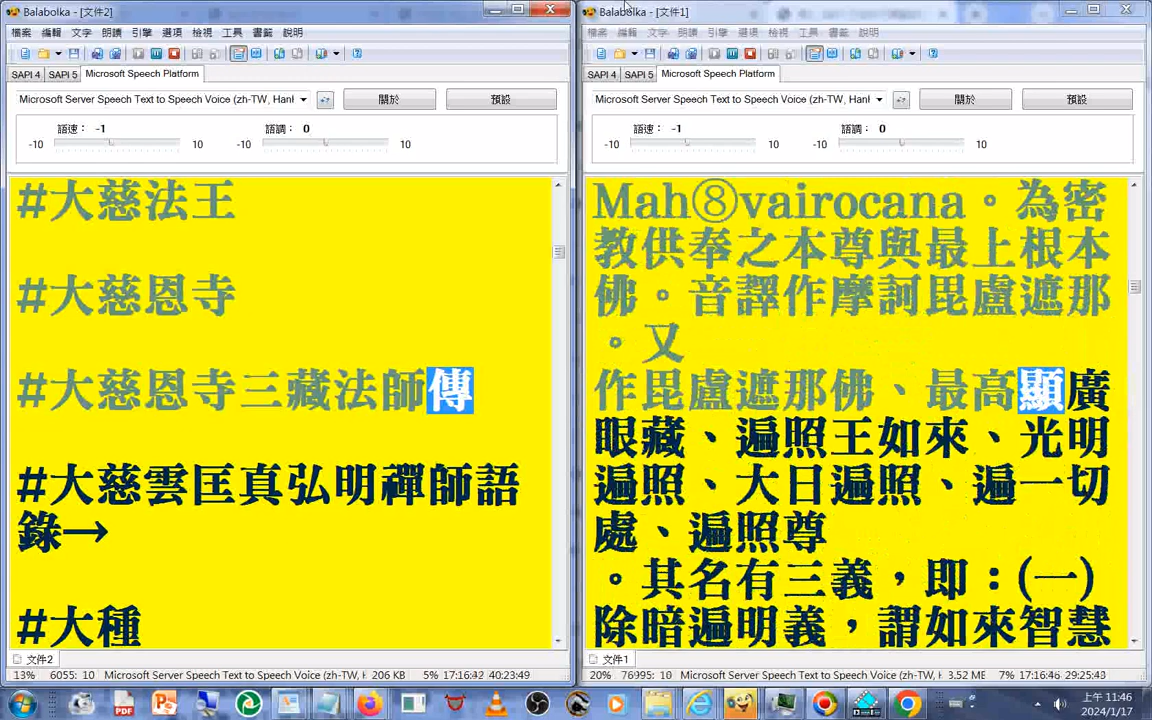 Balabolka - [文件2]
檔案 編輯 文字 朗讀 引擎 選項 檢視 工具 書籤 說明
SAPI 4 SAPI 5 Microsoft Speech Platform
Microsoft Server Speech Text to Speech Voice (zh-TW, Hanl
關於 預設
語速： -1 語調： 0
-10 10 -10 10
#大慈法王
#大慈恩寺
#大慈恩寺三藏法師傳
#大慈雲匡真弘明禪師語
錄→
#大種
文件2
13% 6055: 10 Microsoft Server Speech Text to Speech Voice (zh-TW, H 206 KB 5% 17:16:42 40:23:49
Balabolka - [文件1]
檔案 編輯 文字 朗讀 引擎 選項 檢視 工具 書籤 說明
SAPI 4 SAPI 5 Microsoft Speech Platform
Microsoft Server Speech Text to Speech Voice (zh-TW, Hanl
關於 預設
語速： -1 語調： 0
-10 10 -10 10
Mah⑧vairocana。為密
教供奉之本尊與最上根本
佛。音譯作摩訶毘盧遮那
。又
作毘盧遮那佛、最高顯廣
眼藏、遍照王如來、光明
遍照、大日遍照、遍一切
處、遍照尊
。其名有三義，即：(一)
除暗遍明義，謂如來智慧
文件1
20% 76995: 10 Microsoft Server Speech Text to Speech Voice (zh-TW, H 3.52 MB 7% 17:16:46 29:25:48
PDF
上午 11:46
2024/1/17